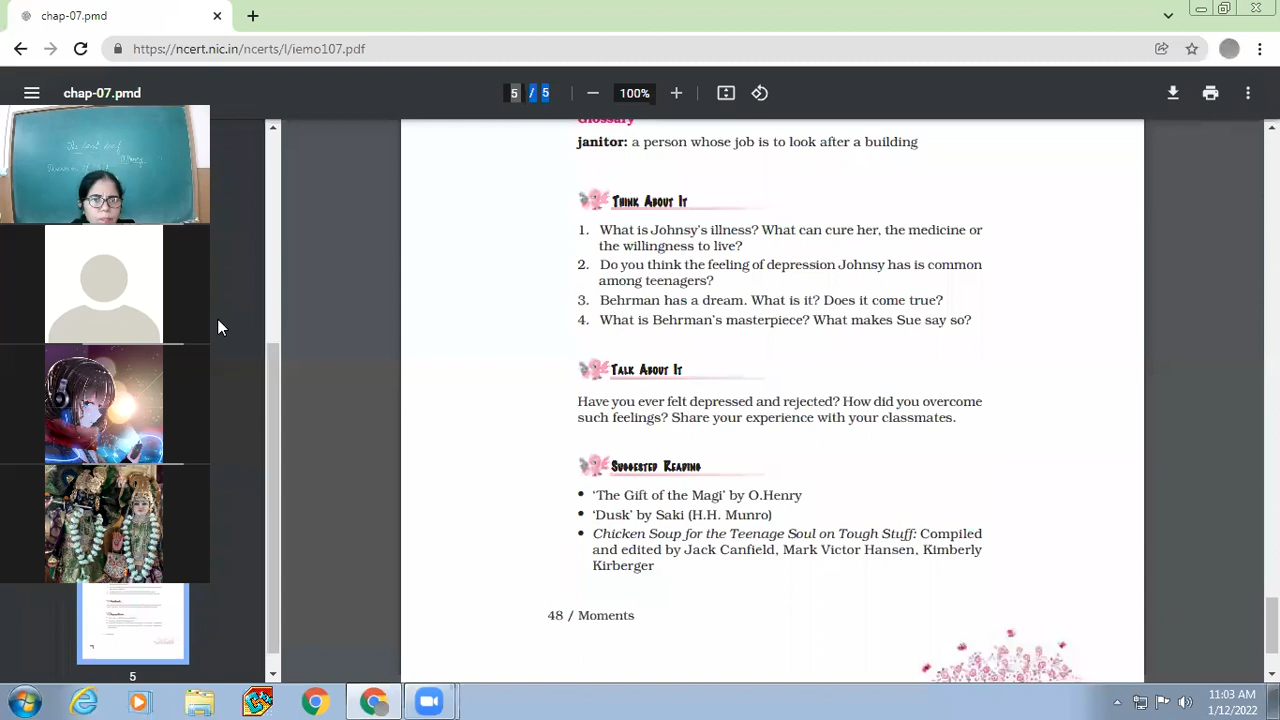 chap-07.pmd
https://ncert.nic.in/ncerts/l/iemo107.pdf
chap-07.pmd
5 / 5
100%
The Last Leaf
O Henry
Glossary
janitor: a person whose job is to look after a building
Think About It
1. What is Johnsy's illness? What can cure her, the medicine or
the willingness to live?
2. Do you think the feeling of depression Johnsy has is common
among teenagers?
3. Behrman has a dream. What is it? Does it come true?
4. What is Behrman's masterpiece? What makes Sue say so?
Talk About It
Have you ever felt depressed and rejected? How did you overcome
such feelings? Share your experience with your classmates.
Suggested Reading
• 'The Gift of the Magi' by O.Henry
• 'Dusk' by Saki (H.H. Munro)
• Chicken Soup for the Teenage Soul on Tough Stuff: Compiled
and edited by Jack Canfield, Mark Victor Hansen, Kimberly
Kirberger
48 / Moments
5
11:03 AM
1/12/2022